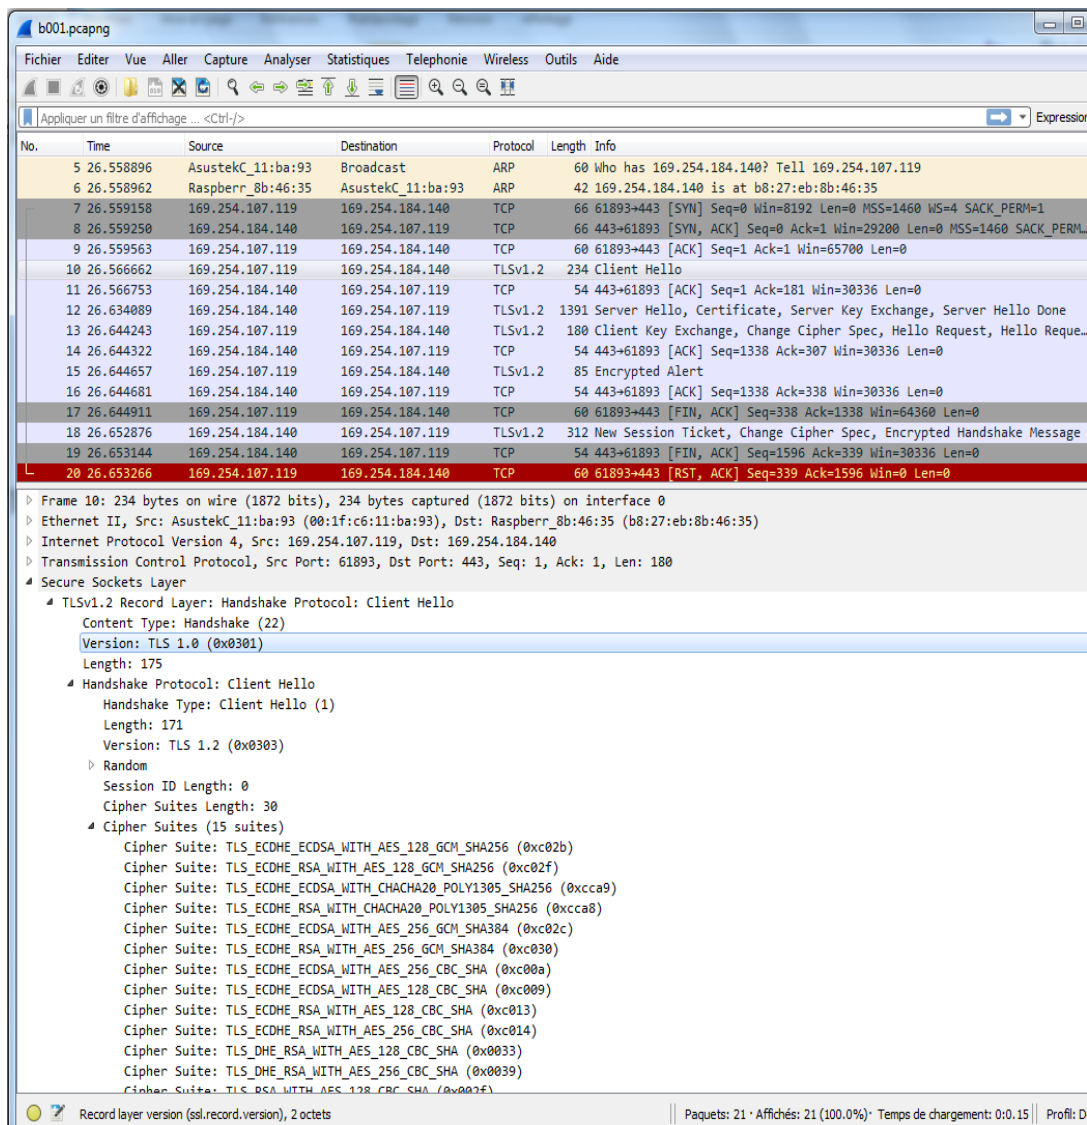 b001.pcapng
Fichier Editer Vue Aller Capture Analyser Statistiques Telephonie Wireless Outils Aide
Appliquer un filtre d'affichage ... <Ctrl-/> Expression
No. Time Source Destination Protocol Length Info
5 26.558896 AsustekC_11:ba:93 Broadcast ARP 60 Who has 169.254.184.140? Tell 169.254.107.119
6 26.558962 Raspberr_8b:46:35 AsustekC_11:ba:93 ARP 42 169.254.184.140 is at b8:27:eb:8b:46:35
7 26.559158 169.254.107.119 169.254.184.140 TCP 66 61893→443 [SYN] Seq=0 Win=8192 Len=0 MSS=1460 WS=4 SACK_PERM=1
8 26.559250 169.254.184.140 169.254.107.119 TCP 66 443→61893 [SYN, ACK] Seq=0 Ack=1 Win=29200 Len=0 MSS=1460 SACK_PERM…
9 26.559563 169.254.107.119 169.254.184.140 TCP 60 61893→443 [ACK] Seq=1 Ack=1 Win=65700 Len=0
10 26.566662 169.254.107.119 169.254.184.140 TLSv1.2 234 Client Hello
11 26.566753 169.254.184.140 169.254.107.119 TCP 54 443→61893 [ACK] Seq=1 Ack=181 Win=30336 Len=0
12 26.634089 169.254.184.140 169.254.107.119 TLSv1.2 1391 Server Hello, Certificate, Server Key Exchange, Server Hello Done
13 26.644243 169.254.107.119 169.254.184.140 TLSv1.2 180 Client Key Exchange, Change Cipher Spec, Hello Request, Hello Reque…
14 26.644322 169.254.184.140 169.254.107.119 TCP 54 443→61893 [ACK] Seq=1338 Ack=307 Win=30336 Len=0
15 26.644657 169.254.107.119 169.254.184.140 TLSv1.2 85 Encrypted Alert
16 26.644681 169.254.184.140 169.254.107.119 TCP 54 443→61893 [ACK] Seq=1338 Ack=338 Win=30336 Len=0
17 26.644911 169.254.107.119 169.254.184.140 TCP 60 61893→443 [FIN, ACK] Seq=338 Ack=1338 Win=64360 Len=0
18 26.652876 169.254.184.140 169.254.107.119 TLSv1.2 312 New Session Ticket, Change Cipher Spec, Encrypted Handshake Message
19 26.653144 169.254.184.140 169.254.107.119 TCP 54 443→61893 [FIN, ACK] Seq=1596 Ack=339 Win=30336 Len=0
20 26.653266 169.254.107.119 169.254.184.140 TCP 60 61893→443 [RST, ACK] Seq=339 Ack=1596 Win=0 Len=0
Frame 10: 234 bytes on wire (1872 bits), 234 bytes captured (1872 bits) on interface 0
Ethernet II, Src: AsustekC_11:ba:93 (00:1f:c6:11:ba:93), Dst: Raspberr_8b:46:35 (b8:27:eb:8b:46:35)
Internet Protocol Version 4, Src: 169.254.107.119, Dst: 169.254.184.140
Transmission Control Protocol, Src Port: 61893, Dst Port: 443, Seq: 1, Ack: 1, Len: 180
Secure Sockets Layer
TLSv1.2 Record Layer: Handshake Protocol: Client Hello
Content Type: Handshake (22)
Version: TLS 1.0 (0x0301)
Length: 175
Handshake Protocol: Client Hello
Handshake Type: Client Hello (1)
Length: 171
Version: TLS 1.2 (0x0303)
Random
Session ID Length: 0
Cipher Suites Length: 30
Cipher Suites (15 suites)
Cipher Suite: TLS_ECDHE_ECDSA_WITH_AES_128_GCM_SHA256 (0xc02b)
Cipher Suite: TLS_ECDHE_RSA_WITH_AES_128_GCM_SHA256 (0xc02f)
Cipher Suite: TLS_ECDHE_ECDSA_WITH_CHACHA20_POLY1305_SHA256 (0xcca9)
Cipher Suite: TLS_ECDHE_RSA_WITH_CHACHA20_POLY1305_SHA256 (0xcca8)
Cipher Suite: TLS_ECDHE_ECDSA_WITH_AES_256_GCM_SHA384 (0xc02c)
Cipher Suite: TLS_ECDHE_RSA_WITH_AES_256_GCM_SHA384 (0xc030)
Cipher Suite: TLS_ECDHE_ECDSA_WITH_AES_256_CBC_SHA (0xc00a)
Cipher Suite: TLS_ECDHE_ECDSA_WITH_AES_128_CBC_SHA (0xc009)
Cipher Suite: TLS_ECDHE_RSA_WITH_AES_128_CBC_SHA (0xc013)
Cipher Suite: TLS_ECDHE_RSA_WITH_AES_256_CBC_SHA (0xc014)
Cipher Suite: TLS_DHE_RSA_WITH_AES_128_CBC_SHA (0x0033)
Cipher Suite: TLS_DHE_RSA_WITH_AES_256_CBC_SHA (0x0039)
Cipher Suite: TLS_RSA_WITH_AES_128_CBC_SHA (0x002f)
Record layer version (ssl.record.version), 2 octets Paquets: 21 · Affichés: 21 (100.0%) · Temps de chargement: 0:0.15 Profil: D